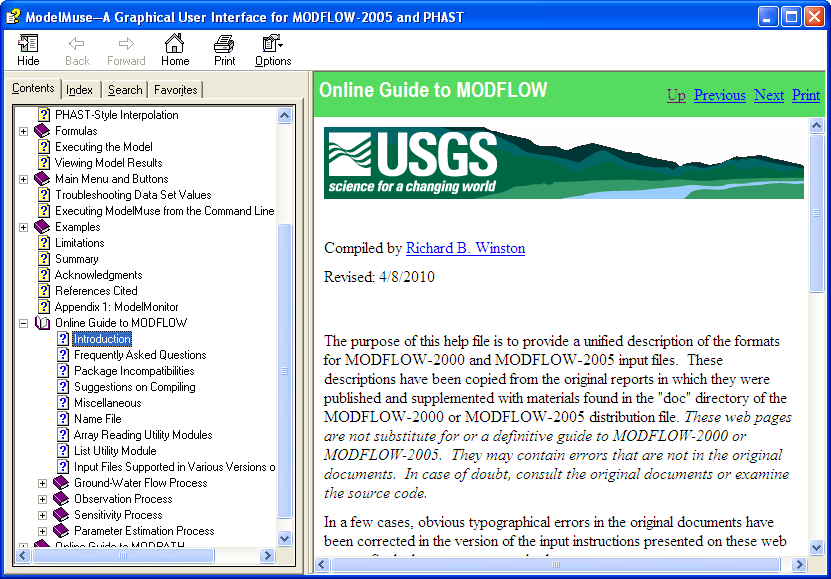 ModelMuse—A Graphical User Interface for MODFLOW-2005 and PHAST
Hide Back Forward Home Print Options
Contents Index Search Favorites
PHAST-Style Interpolation
Formulas
Executing the Model
Viewing Model Results
Main Menu and Buttons
Troubleshooting Data Set Values
Executing ModelMuse from the Command Line
Examples
Limitations
Summary
Acknowledgments
References Cited
Appendix 1: ModelMonitor
Online Guide to MODFLOW
Introduction
Frequently Asked Questions
Package Incompatibilities
Suggestions on Compiling
Miscellaneous
Name File
Array Reading Utility Modules
List Utility Module
Input Files Supported in Various Versions o
Ground-Water Flow Process
Observation Process
Sensitivity Process
Parameter Estimation Process
Online Guide to MODPATH
Online Guide to MODFLOW
Up Previous Next Print
USGS
science for a changing world
Compiled by Richard B. Winston
Revised: 4/8/2010
The purpose of this help file is to provide a unified description of the formats
for MODFLOW-2000 and MODFLOW-2005 input files. These
descriptions have been copied from the original reports in which they were
published and supplemented with materials found in the "doc" directory of the
MODFLOW-2000 or MODFLOW-2005 distribution file. These web pages
are not substitute for or a definitive guide to MODFLOW-2000 or
MODFLOW-2005. They may contain errors that are not in the original
documents. In case of doubt, consult the original documents or examine
the source code.
In a few cases, obvious typographical errors in the original documents have
been corrected in the version of the input instructions presented on these web